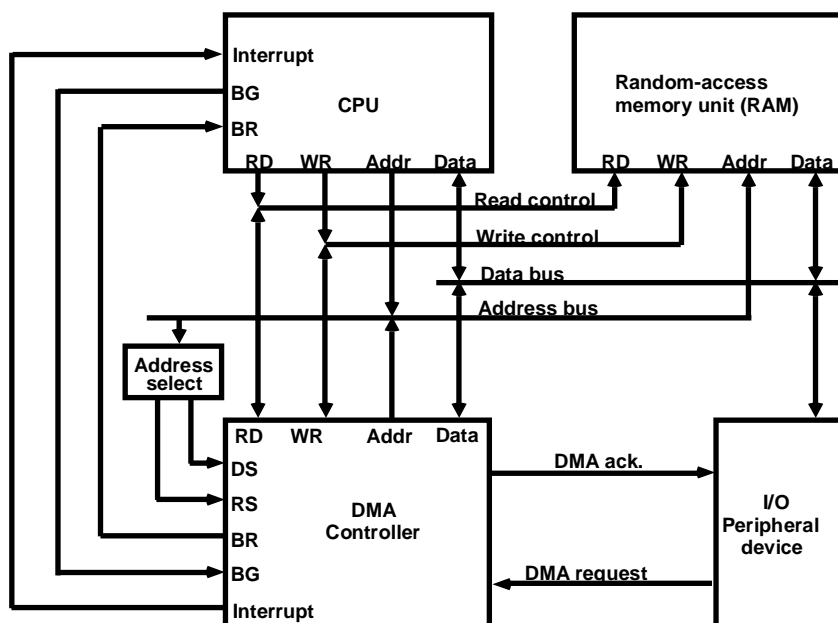 Interrupt
BG
CPU
BR
RD WR Addr Data
Random-access
memory unit (RAM)
RD WR Addr Data
Read control
Write control
Data bus
Address bus
Address
select
RD WR Addr Data
DS
RS
BR
BG
Interrupt
DMA
Controller
DMA ack.
DMA request
I/O
Peripheral
device